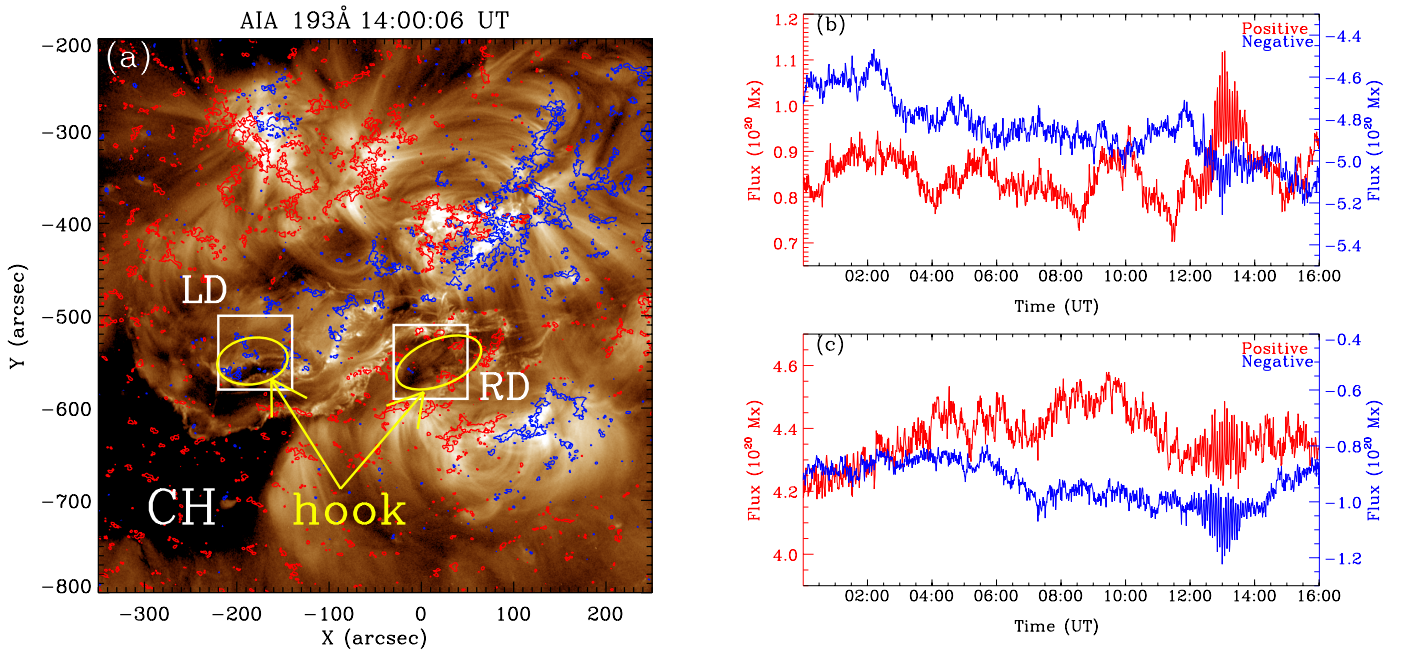 AIA 193Å 14:00:06 UT
(a)
-200
-300
-400
-500
-600
-700
-800
Y (arcsec)
LD
RD
CH
hook
-300 -200 -100 0 100 200
X (arcsec)
(b)
Positive
Negative
1.2
1.1
1.0
0.9
0.8
0.7
Flux (10²⁰ Mx)
-4.4
-4.6
-4.8
-5.0
-5.2
-5.4
Flux (10²⁰ Mx)
02:00 04:00 06:00 08:00 10:00 12:00 14:00 16:00
Time (UT)
(c)
Positive
Negative
4.6
4.4
4.2
4.0
Flux (10²⁰ Mx)
-0.4
-0.6
-0.8
-1.0
-1.2
Flux (10²⁰ Mx)
02:00 04:00 06:00 08:00 10:00 12:00 14:00 16:00
Time (UT)